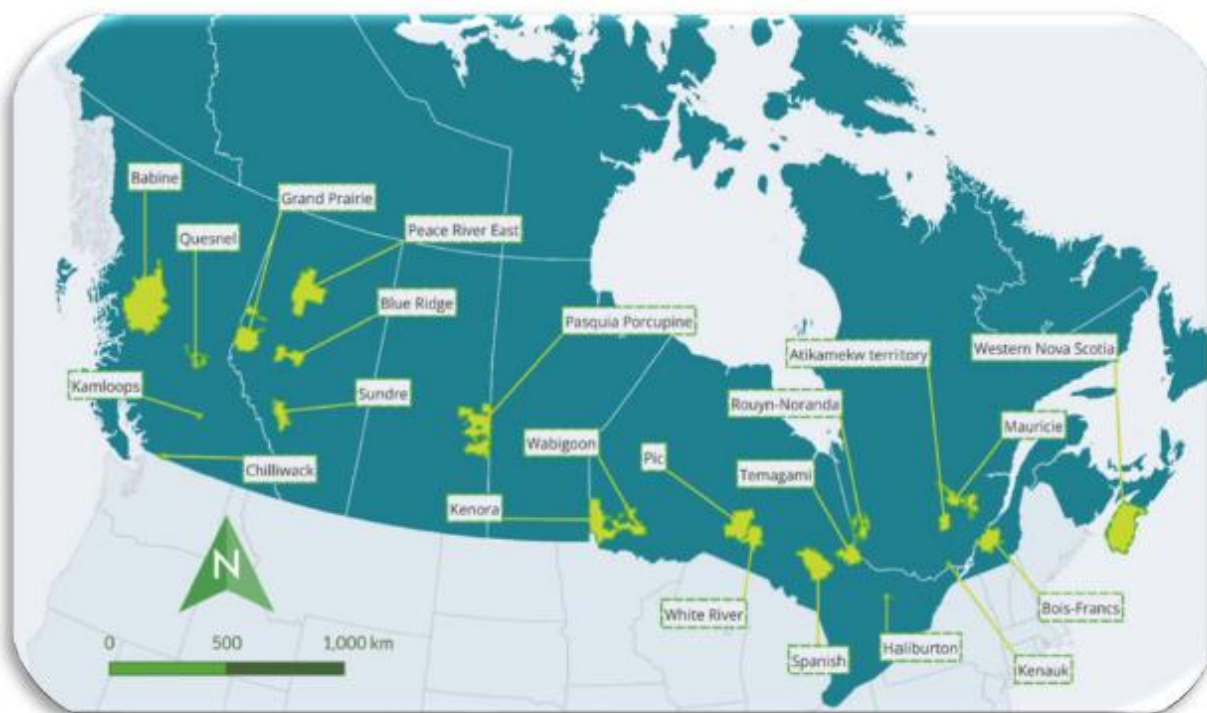 Babine
Grand Prairie
Quesnel
Peace River East
Blue Ridge
Pasquia Porcupine
Atikamekw territory
Western Nova Scotia
Kamloops
Sundre
Rouyn-Noranda
Mauricie
Wabigoon
Pic
Temagami
Chilliwack
Kenora
N
White River
Bois-Francs
0 500 1,000 km
Spanish
Haliburton
Kenauk